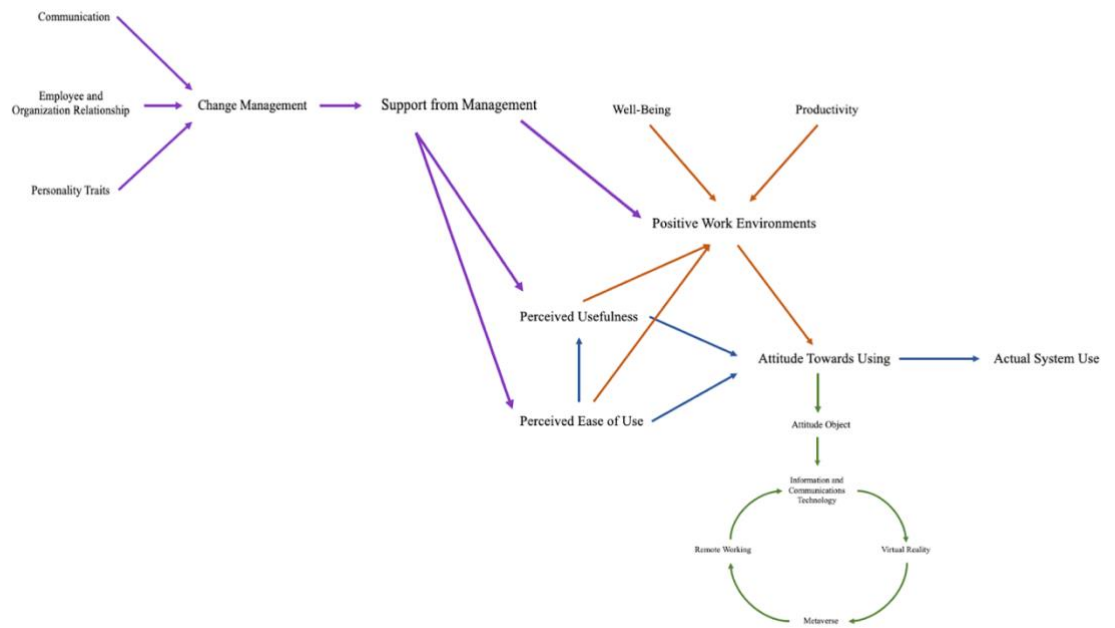 Communication
Employee and
Organization Relationship
Change Management
Support from Management
Well-Being
Productivity
Personality Traits
Positive Work Environments
Perceived Usefulness
Attitude Towards Using
Actual System Use
Perceived Ease of Use
Attitude Object
Information and
Communications
Technology
Remote Working
Virtual Reality
Metaverse